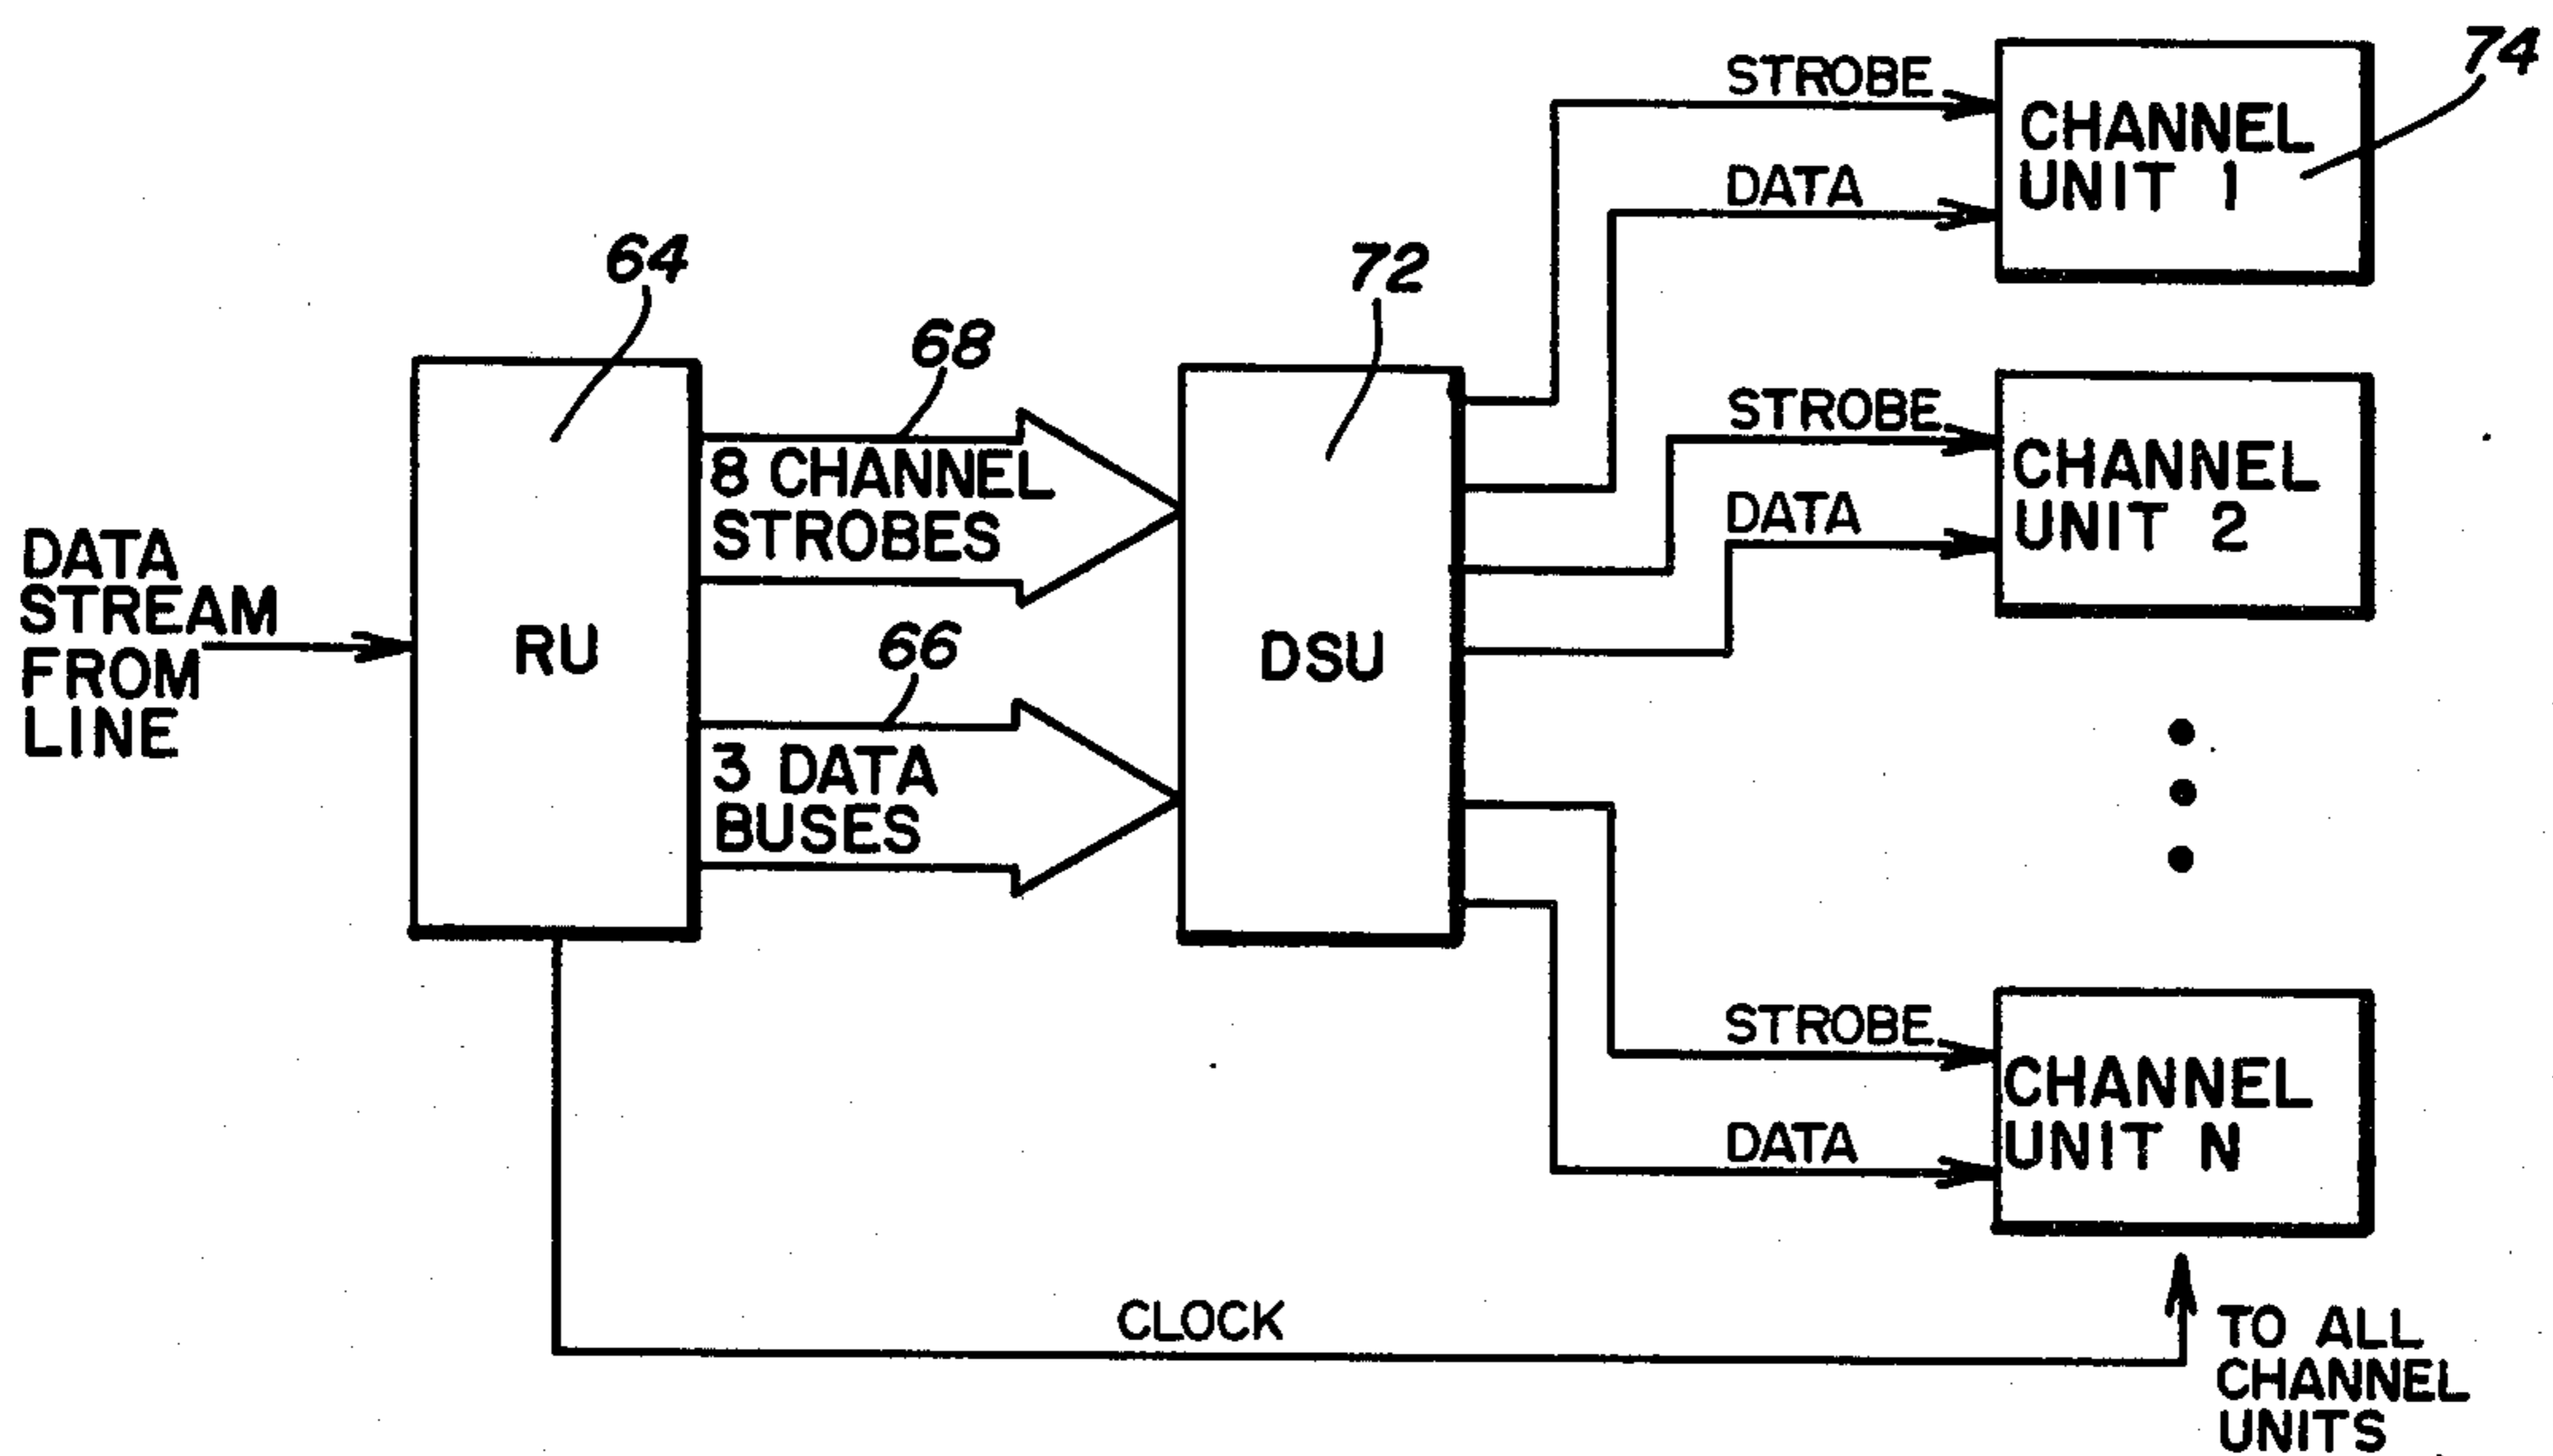 DATA
STREAM
FROM
LINE
64
RU
68
8 CHANNEL
STROBES
66
3 DATA
BUSES
72
DSU
STROBE
DATA
CHANNEL
UNIT 1
74
STROBE
DATA
CHANNEL
UNIT 2
STROBE
DATA
CHANNEL
UNIT N
CLOCK
TO ALL
CHANNEL
UNITS